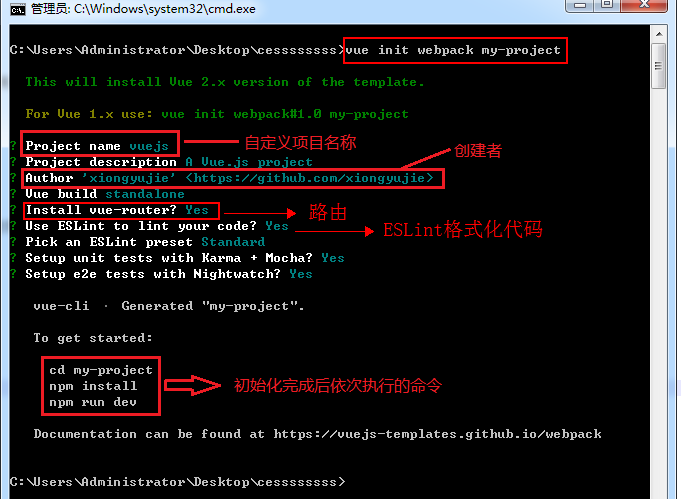 管理员: C:\Windows\system32\cmd.exe
C:\Users\Administrator\Desktop\cesssssssss>vue init webpack my-project
This will install Vue 2.x version of the template.
For Vue 1.x use: vue init webpack#1.0 my-project
? Project name vuejs 自定义项目名称
? Project description A Vue.js project 创建者
? Author 'xiongyujie' <https://github.com/xiongyujie>
? Vue build standalone
? Install vue-router? Yes 路由
? Use ESLint to lint your code? Yes ESLint格式化代码
? Pick an ESLint preset Standard
? Setup unit tests with Karma + Mocha? Yes
? Setup e2e tests with Nightwatch? Yes
vue-cli · Generated "my-project".
To get started:
cd my-project
npm install 初始化完成后依次执行的命令
npm run dev
Documentation can be found at https://vuejs-templates.github.io/webpack
C:\Users\Administrator\Desktop\cesssssssss>